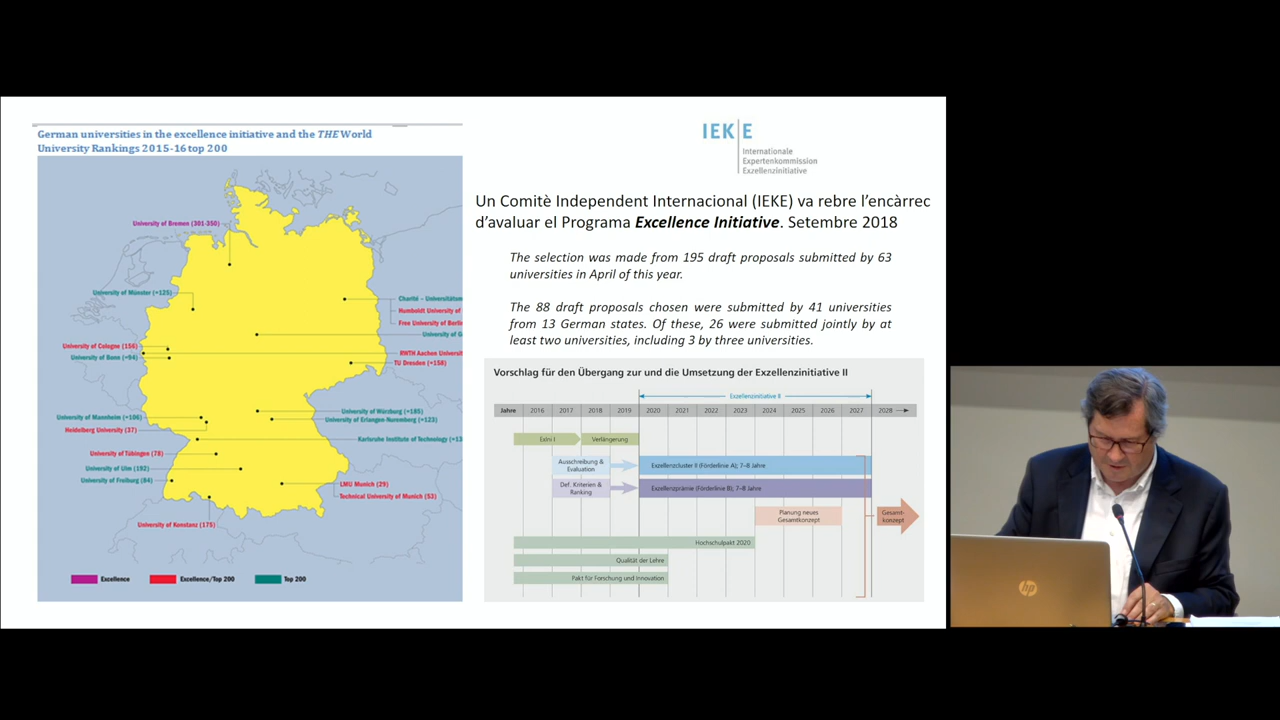 German universities in the excellence initiative and the THE World
University Rankings 2015-16 top 200
University of Bremen (301-350)
University of Münster (=125)
Charité - Universitätsm
Humboldt University of
Free University of Berlin
University of G
University of Cologne (156)
University of Bonn (=94)
RWTH Aachen Universit
TU Dresden (=158)
University of Mannheim (=106)
Heidelberg University (37)
University of Würzburg (=185)
University of Erlangen-Nuremberg (=123)
Karlsruhe Institute of Technology (=13
University of Tübingen (78)
University of Ulm (192)
University of Freiburg (84)
LMU Munich (29)
Technical University of Munich (53)
University of Konstanz (175)
Excellence
Excellence/Top 200
Top 200
IEKE
Internationale
Expertenkommission
Exzellenzinitiative
Un Comitè Independent Internacional (IEKE) va rebre l'encàrrec
d'avaluar el Programa Excellence Initiative. Setembre 2018
The selection was made from 195 draft proposals submitted by 63
universities in April of this year.
The 88 draft proposals chosen were submitted by 41 universities
from 13 German states. Of these, 26 were submitted jointly by at
least two universities, including 3 by three universities.
Vorschlag für den Übergang zur und die Umsetzung der Exzellenzinitiative II
Exzellenzinitiative II
Jahre 2016 2017 2018 2019 2020 2021 2022 2023 2024 2025 2026 2027 2028
ExIni I
Verlängerung
Ausschreibung &
Evaluation
Exzellenzcluster II (Förderlinie A); 7–8 Jahre
Def. Kriterien &
Ranking
Exzellenzprämie (Förderlinie B); 7–8 Jahre
Planung neues
Gesamtkonzept
Gesamt-
konzept
Hochschulpakt 2020
Qualität der Lehre
Pakt für Forschung und Innovation
hp